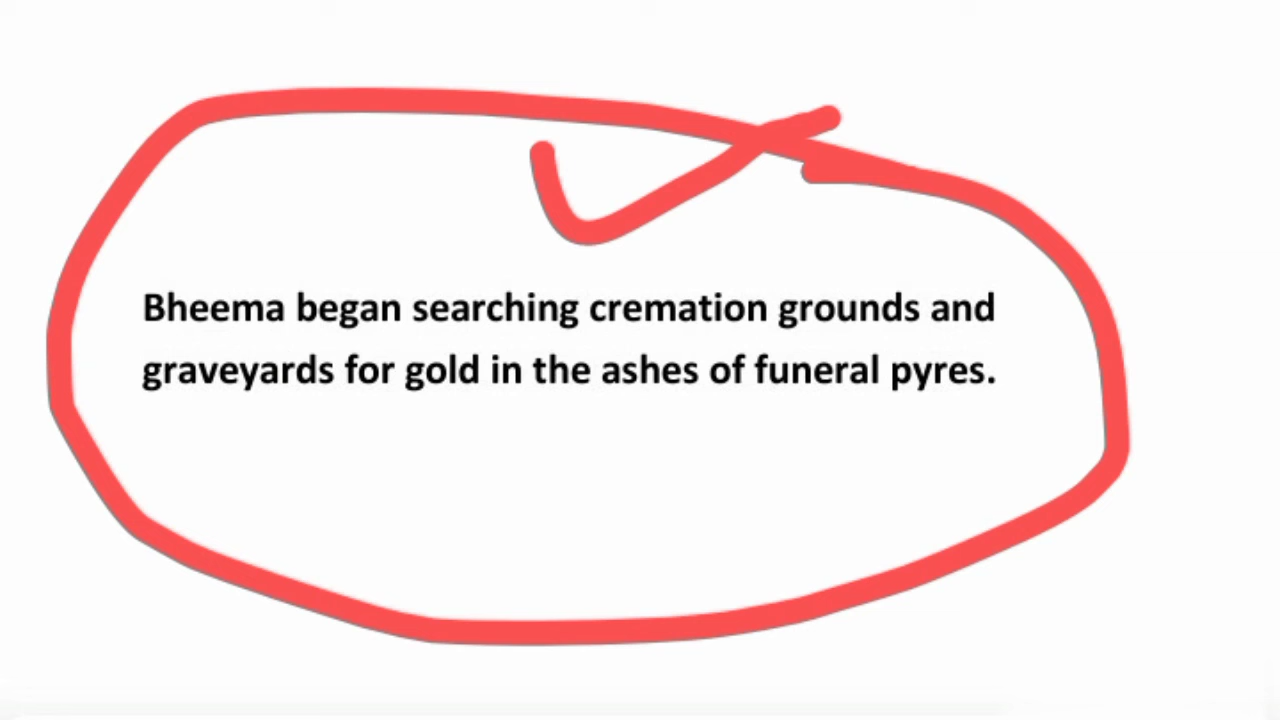 Bheema began searching cremation grounds and
graveyards for gold in the ashes of funeral pyres.